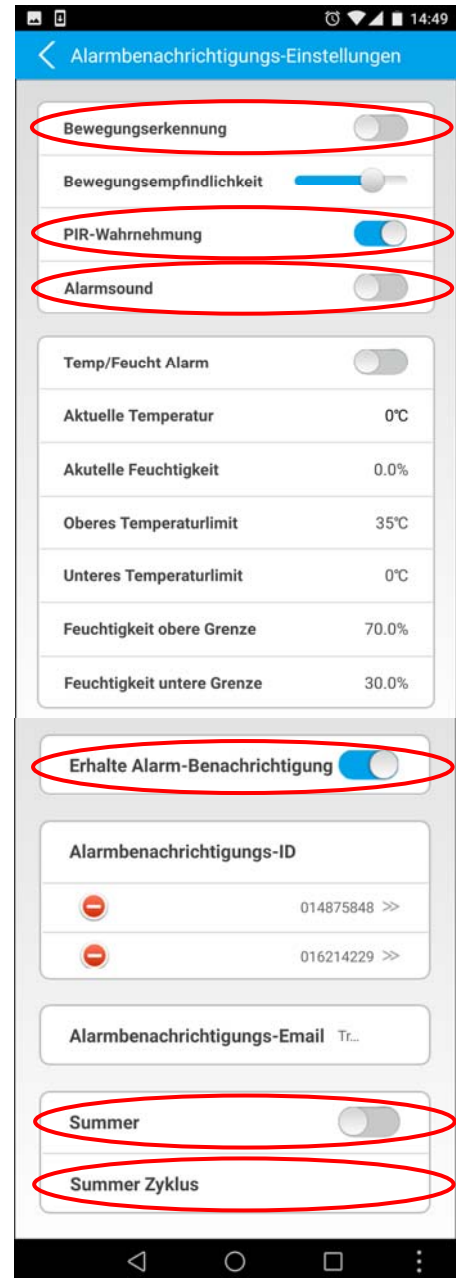 14:49
Alarmbenachrichtigungs-Einstellungen
Bewegungserkennung
Bewegungsempfindlichkeit
PIR-Wahrnehmung
Alarmsound
Temp/Feucht Alarm
Aktuelle Temperatur 0℃
Akutelle Feuchtigkeit 0.0%
Oberes Temperaturlimit 35℃
Unteres Temperaturlimit 0℃
Feuchtigkeit obere Grenze 70.0%
Feuchtigkeit untere Grenze 30.0%
Erhalte Alarm-Benachrichtigung
Alarmbenachrichtigungs-ID
014875848 >>
016214229 >>
Alarmbenachrichtigungs-Email Tr...
Summer
Summer Zyklus